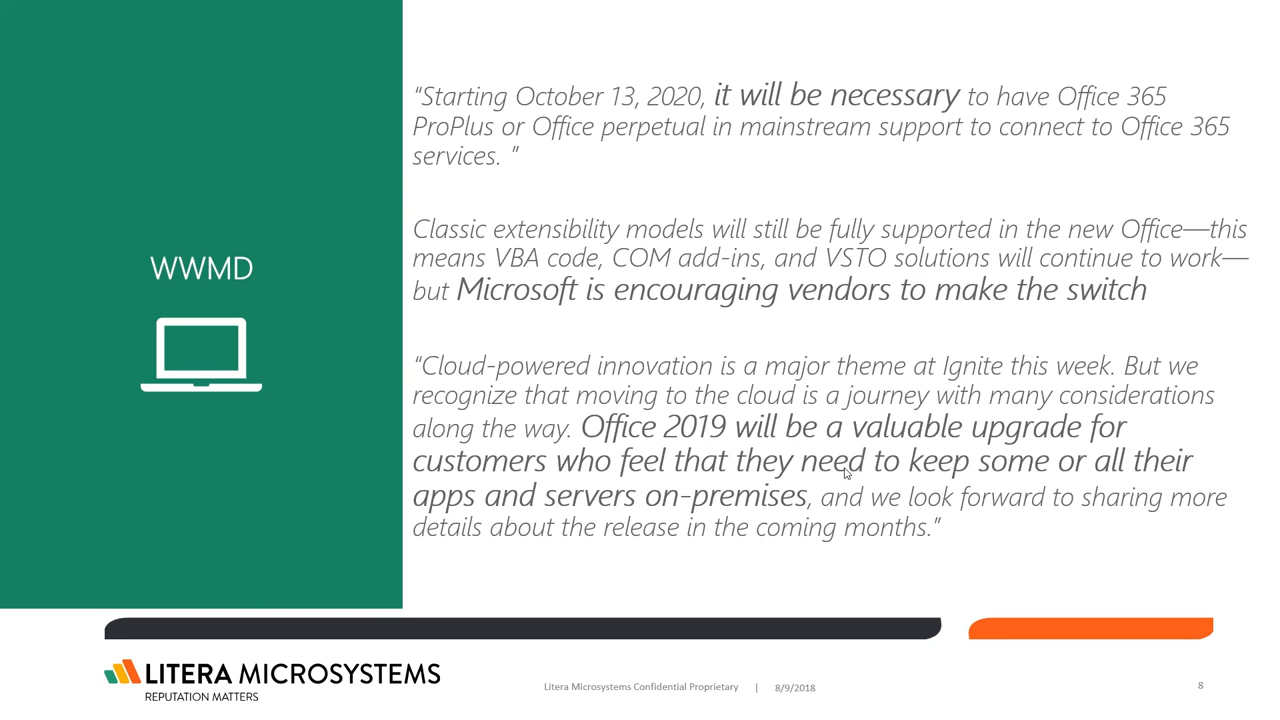 WWMD
“Starting October 13, 2020, it will be necessary to have Office 365
ProPlus or Office perpetual in mainstream support to connect to Office 365
services. ”
Classic extensibility models will still be fully supported in the new Office—this
means VBA code, COM add-ins, and VSTO solutions will continue to work—
but Microsoft is encouraging vendors to make the switch
“Cloud-powered innovation is a major theme at Ignite this week. But we
recognize that moving to the cloud is a journey with many considerations
along the way. Office 2019 will be a valuable upgrade for
customers who feel that they need to keep some or all their
apps and servers on-premises, and we look forward to sharing more
details about the release in the coming months.”
LITERA MICROSYSTEMS
REPUTATION MATTERS
Litera Microsystems Confidential Proprietary | 8/9/2018
8